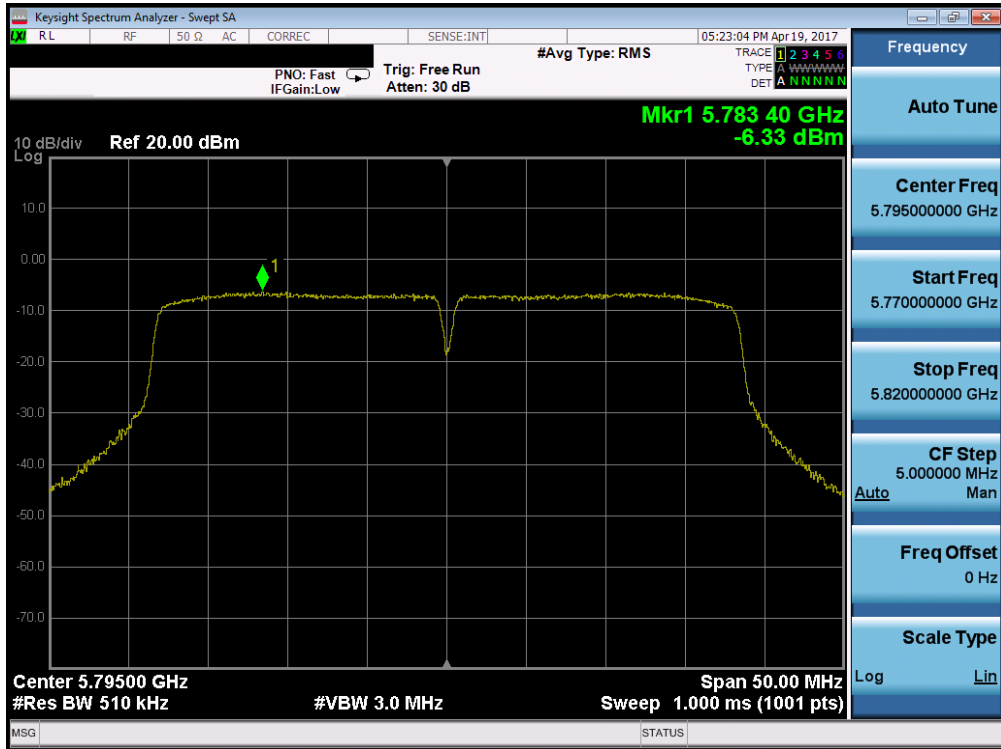 Keysight Spectrum Analyzer - Swept SA
LXI RL RF 50 Ω AC CORREC SENSE:INT 05:23:04 PM Apr 19, 2017
#Avg Type: RMS TRACE 1 2 3 4 5 6
PNO: Fast Trig: Free Run TYPE A WWWWW
IFGain:Low Atten: 30 dB DET A N N N N N
Mkr1 5.783 40 GHz
-6.33 dBm
10 dB/div Ref 20.00 dBm
Log
10.0
0.00
-10.0
-20.0
-30.0
-40.0
-50.0
-60.0
-70.0
1
Center 5.79500 GHz Span 50.00 MHz
#Res BW 510 kHz #VBW 3.0 MHz Sweep 1.000 ms (1001 pts)
MSG STATUS
Frequency
Auto Tune
Center Freq
5.795000000 GHz
Start Freq
5.770000000 GHz
Stop Freq
5.820000000 GHz
CF Step
5.000000 MHz
Auto Man
Freq Offset
0 Hz
Scale Type
Log Lin